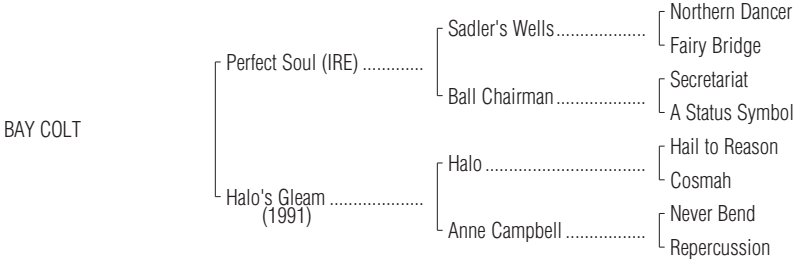 Northern Dancer
Sadler's Wells....................
Fairy Bridge
Perfect Soul (IRE) .............
Secretariat
Ball Chairman....................
A Status Symbol
BAY COLT
Hail to Reason
Halo...................................
Cosmah
Halo's Gleam ....................
(1991)
Never Bend
Anne Campbell .................
Repercussion